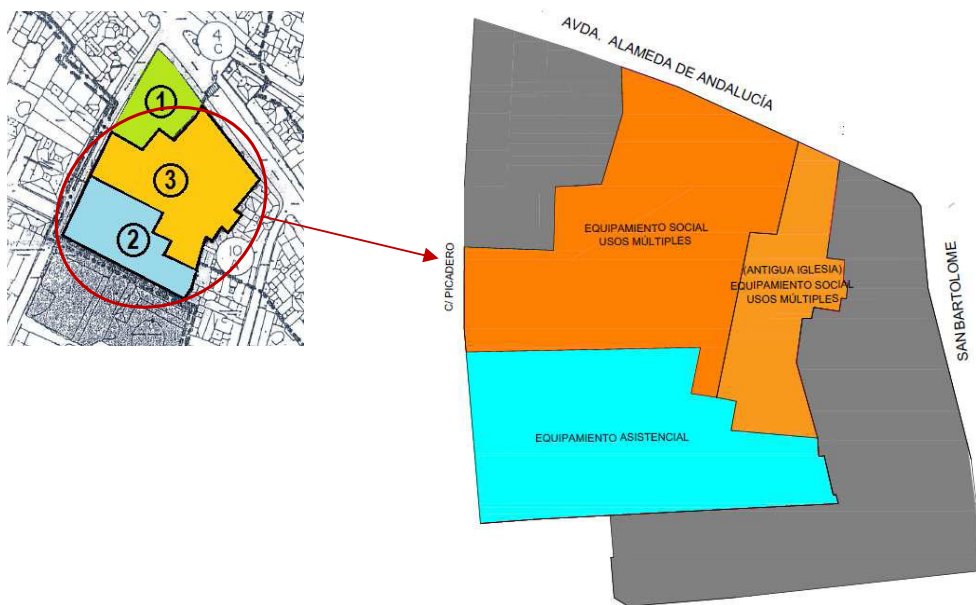 4
C
1
3
2
10
AVDA. ALAMEDA DE ANDALUCÍA
EQUIPAMIENTO SOCIAL
USOS MÚLTIPLES
(ANTIGUA IGLESIA)
EQUIPAMIENTO SOCIAL
USOS MÚLTIPLES
C/ PICADERO
SAN BARTOLOME
EQUIPAMIENTO ASISTENCIAL